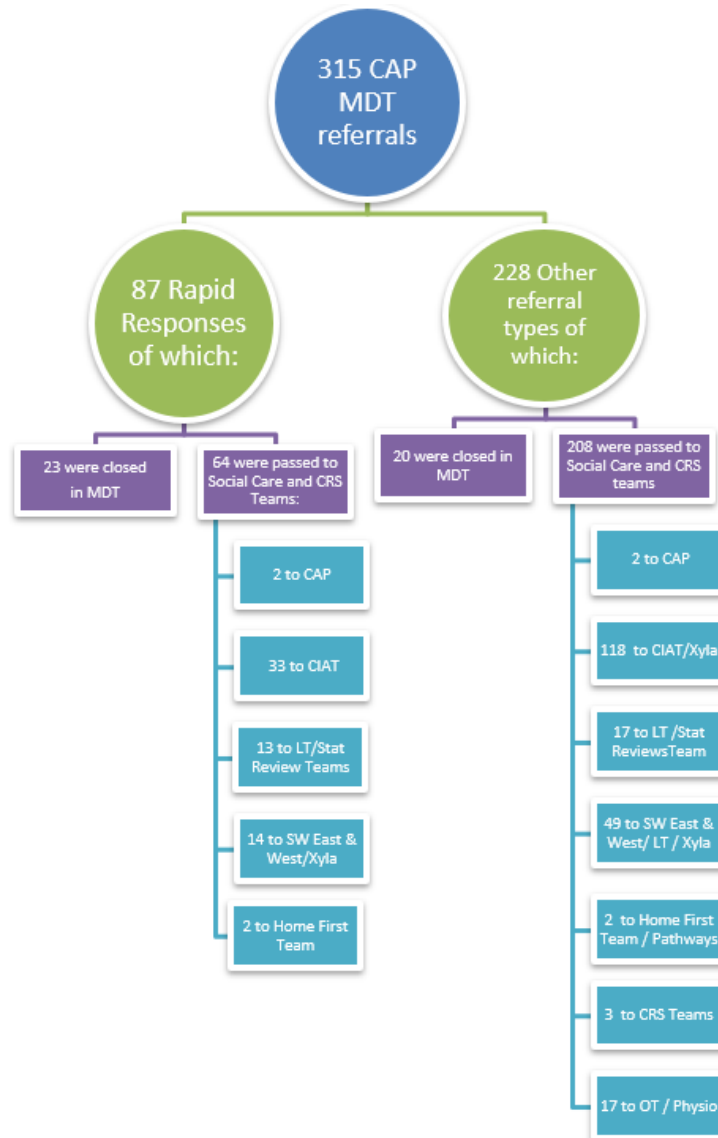 315 CAP
MDT
referrals
87 Rapid
Responses
of which:
23 were closed
in MDT
64 were passed to
Social Care and CRS
Teams:
2 to CAP
33 to CIAT
13 to LT/Stat
Review Teams
14 to SW East &
West/Xyla
2 to Home First
Team
228 Other
referral
types of
which:
20 were closed in
MDT
208 were passed to
Social Care and CRS
teams
2 to CAP
118 to CIAT/Xyla
17 to LT /Stat
ReviewsTeam
49 to SW East &
West/ LT / Xyla
2 to Home First
Team / Pathways
3 to CRS Teams
17 to OT / Physio